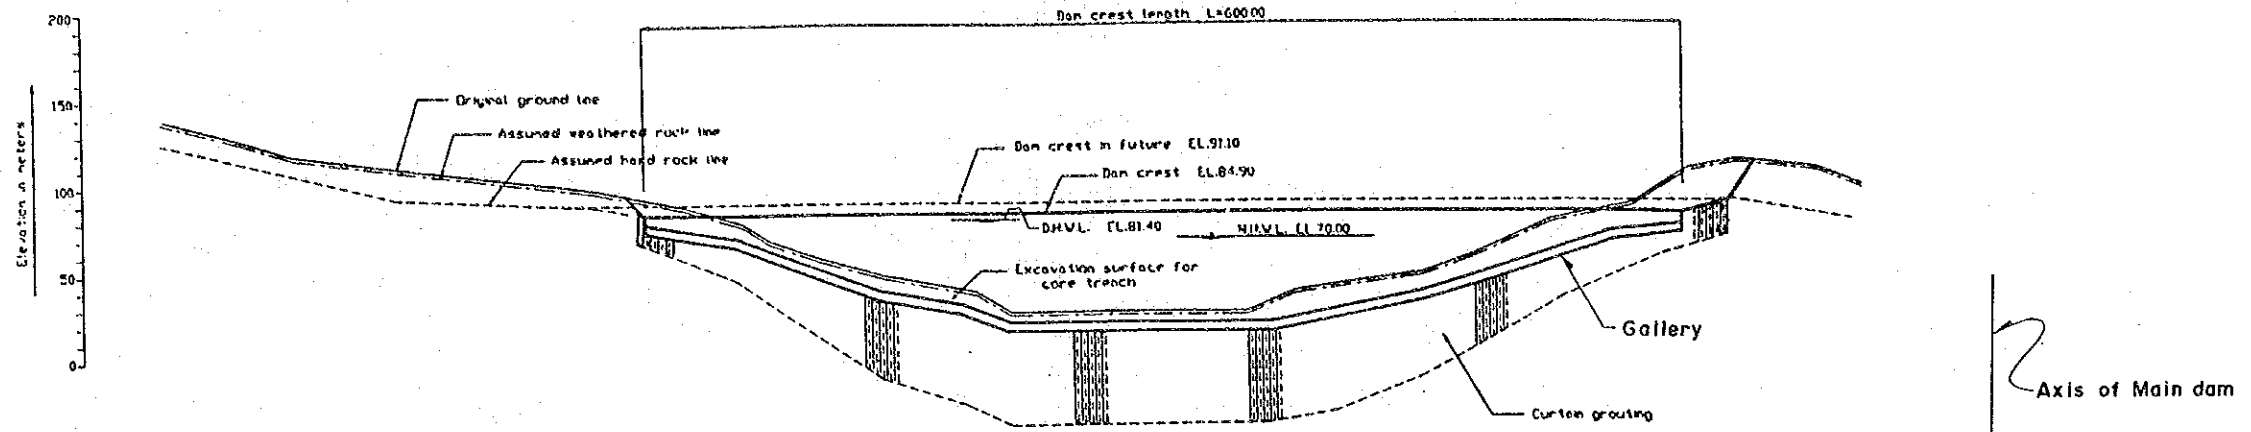 Dam crest length L=600.00
200
150
100
50
0
Elevation in meters
Original ground line
Assumed weathered rock line
Assumed hard rock line
Dam crest in future EL.91.10
Dam crest EL.84.90
D.H.W.L. EL.81.40
N.H.W.L. EL.70.00
Excavation surface for
core trench
Gallery
Curtain grouting
Axis of Main dam